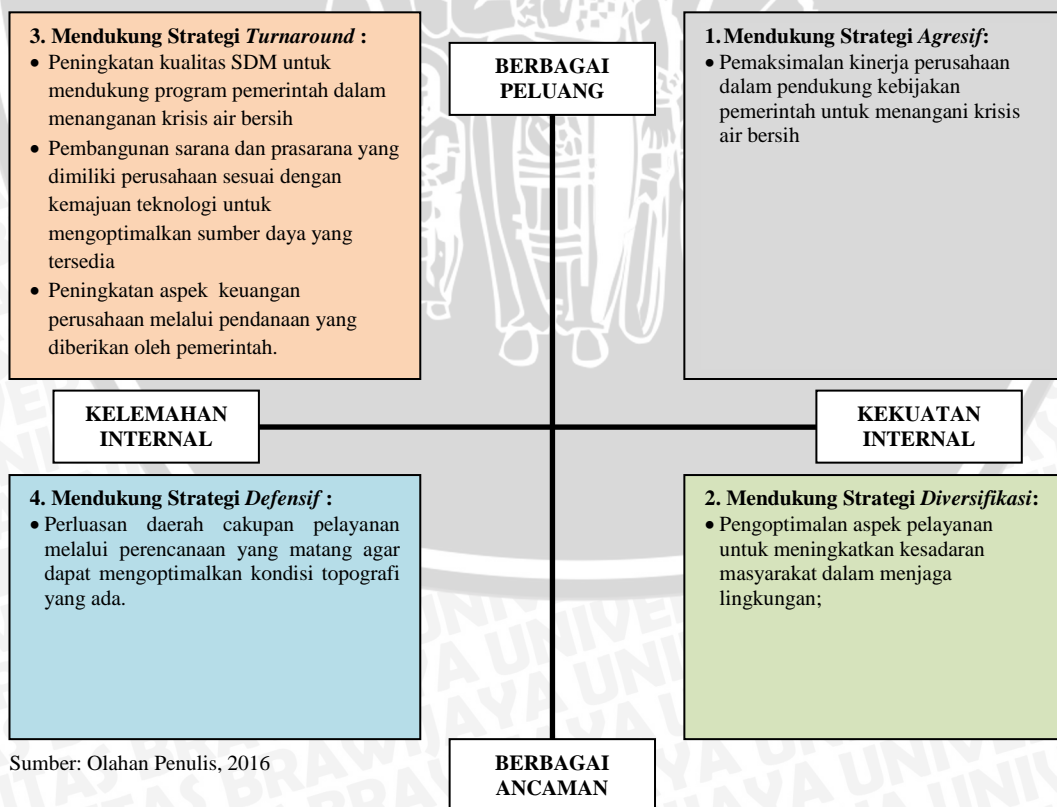 3. Mendukung Strategi Turnaround :
• Peningkatan kualitas SDM untuk
mendukung program pemerintah dalam
menanganan krisis air bersih
• Pembangunan sarana dan prasarana yang
dimiliki perusahaan sesuai dengan
kemajuan teknologi untuk
mengoptimalkan sumber daya yang
tersedia
• Peningkatan aspek keuangan
perusahaan melalui pendanaan yang
diberikan oleh pemerintah.
BERBAGAI
PELUANG
1. Mendukung Strategi Agresif:
• Pemaksimalan kinerja perusahaan
dalam pendukung kebijakan
pemerintah untuk menangani krisis
air bersih
KELEMAHAN
INTERNAL
KEKUATAN
INTERNAL
4. Mendukung Strategi Defensif :
• Perluasan daerah cakupan pelayanan
melalui perencanaan yang matang agar
dapat mengoptimalkan kondisi topografi
yang ada.
2. Mendukung Strategi Diversifikasi:
• Pengoptimalan aspek pelayanan
untuk meningkatkan kesadaran
masyarakat dalam menjaga
lingkungan;
Sumber: Olahan Penulis, 2016
BERBAGAI
ANCAMAN